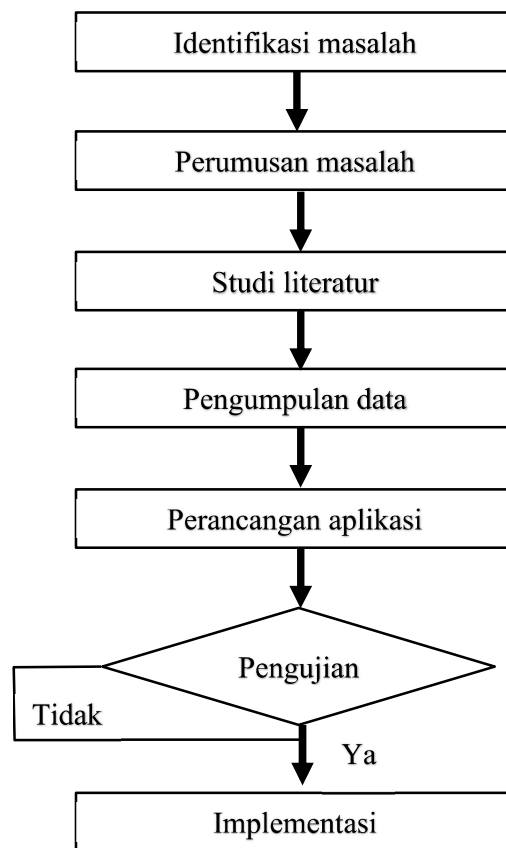 Identifikasi masalah
Perumusan masalah
Studi literatur
Pengumpulan data
Perancangan aplikasi
Pengujian
Tidak
Ya
Implementasi